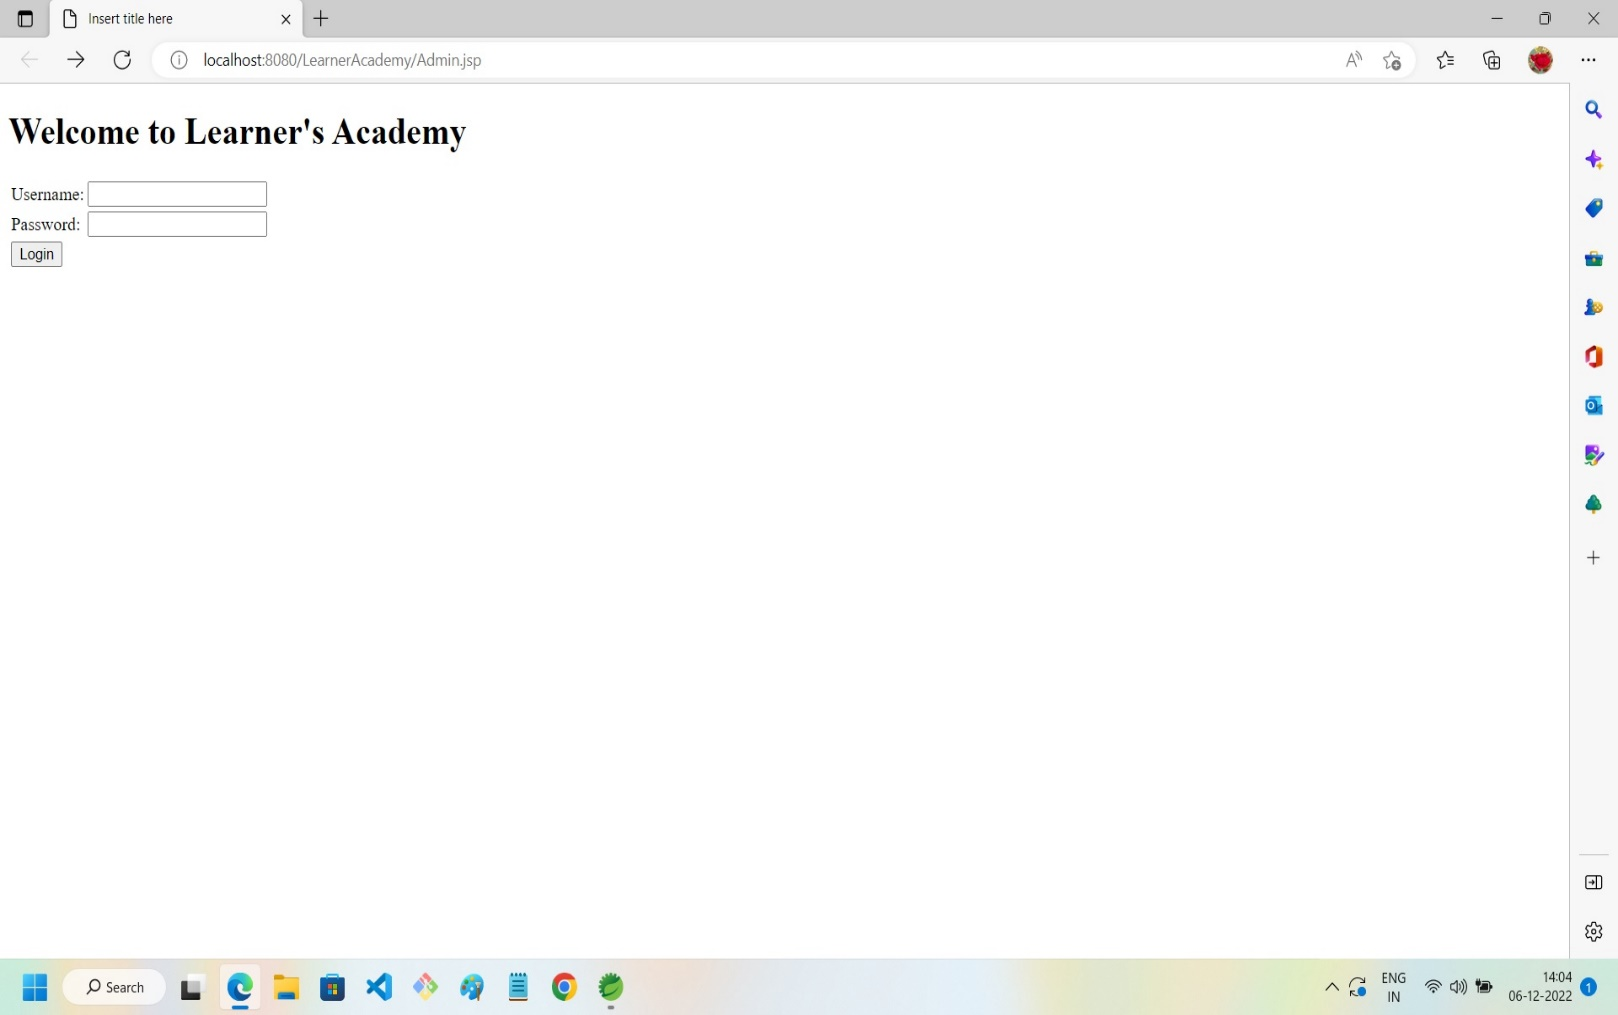 Insert title here
localhost:8080/LearnerAcademy/Admin.jsp
Welcome to Learner's Academy
Username:
Password:
Login
Search
ENG
IN
14:04
06-12-2022
1